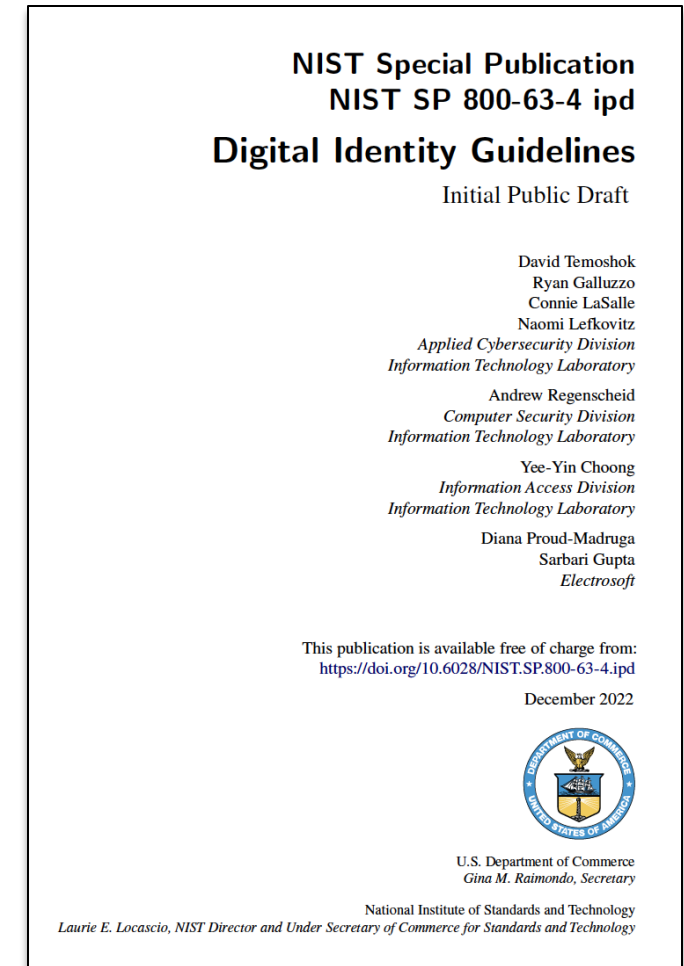 NIST Special Publication
NIST SP 800-63-4 ipd
Digital Identity Guidelines
Initial Public Draft
David Temoshok
Ryan Galluzzo
Connie LaSalle
Naomi Lefkovitz
Applied Cybersecurity Division
Information Technology Laboratory
Andrew Regenscheid
Computer Security Division
Information Technology Laboratory
Yee-Yin Choong
Information Access Division
Information Technology Laboratory
Diana Proud-Madruga
Sarbari Gupta
Electrosoft
This publication is available free of charge from:
https://doi.org/10.6028/NIST.SP.800-63-4.ipd
December 2022
DEPARTMENT OF COMMERCE
UNITED STATES OF AMERICA
U.S. Department of Commerce
Gina M. Raimondo, Secretary
National Institute of Standards and Technology
Laurie E. Locascio, NIST Director and Under Secretary of Commerce for Standards and Technology